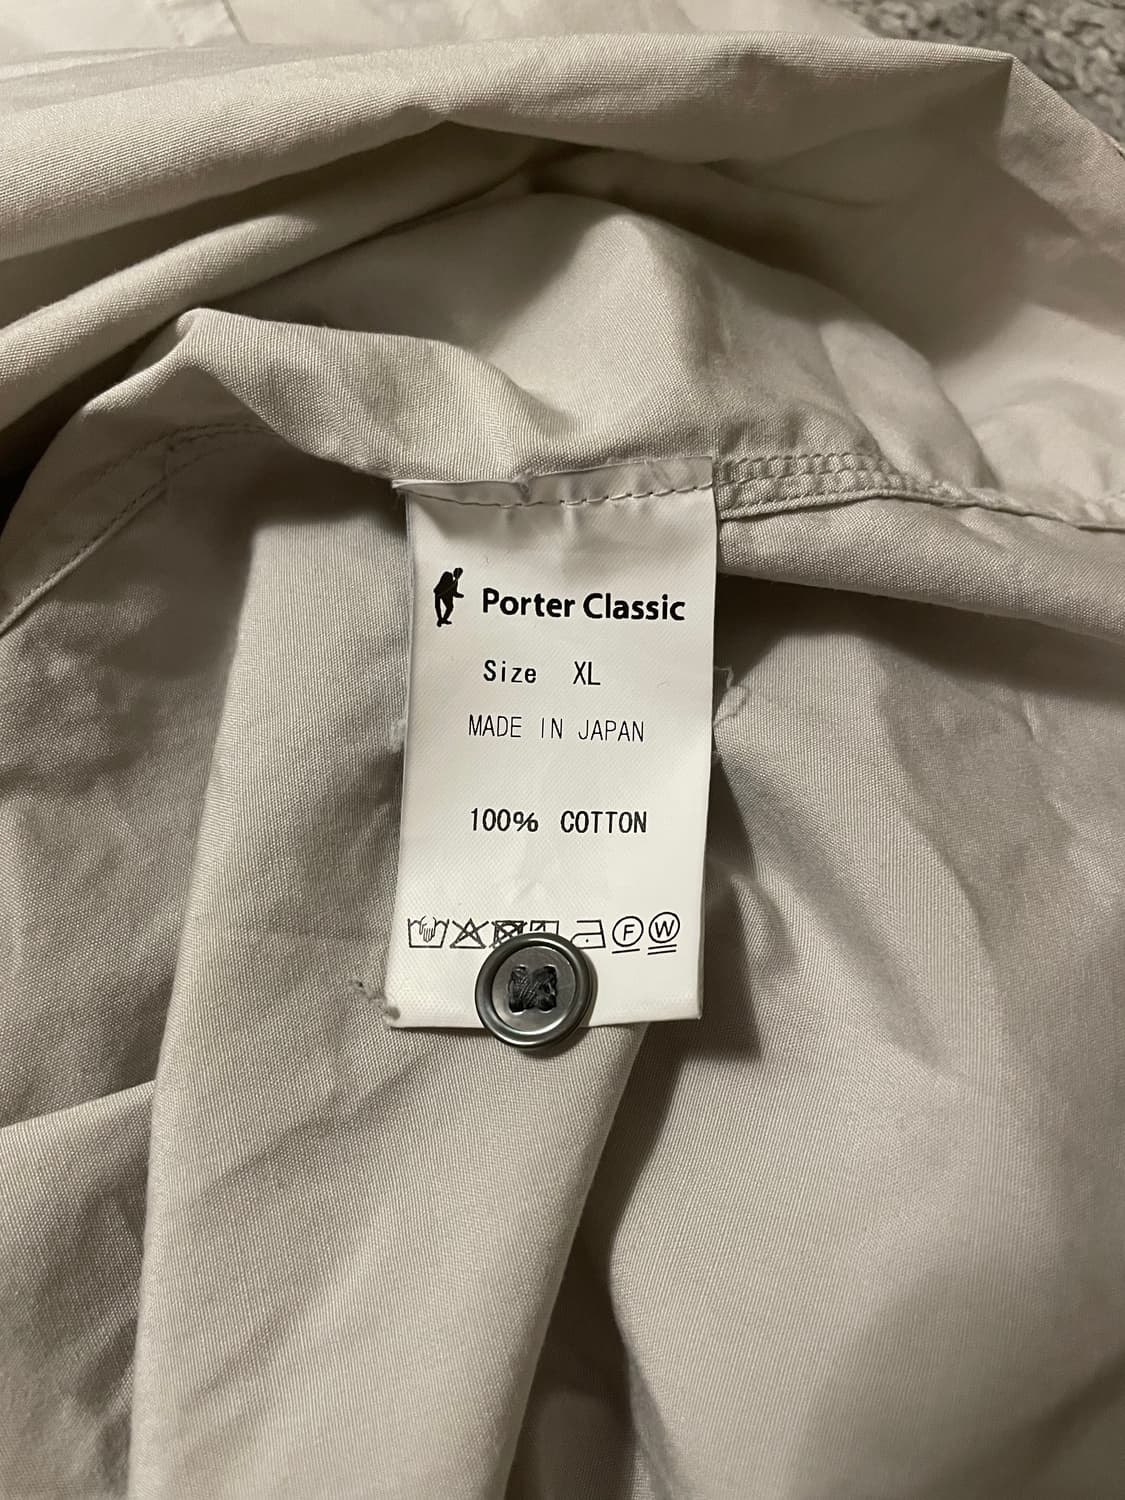 Porter Classic
Size XL
MADE IN JAPAN
100% COTTON
F W